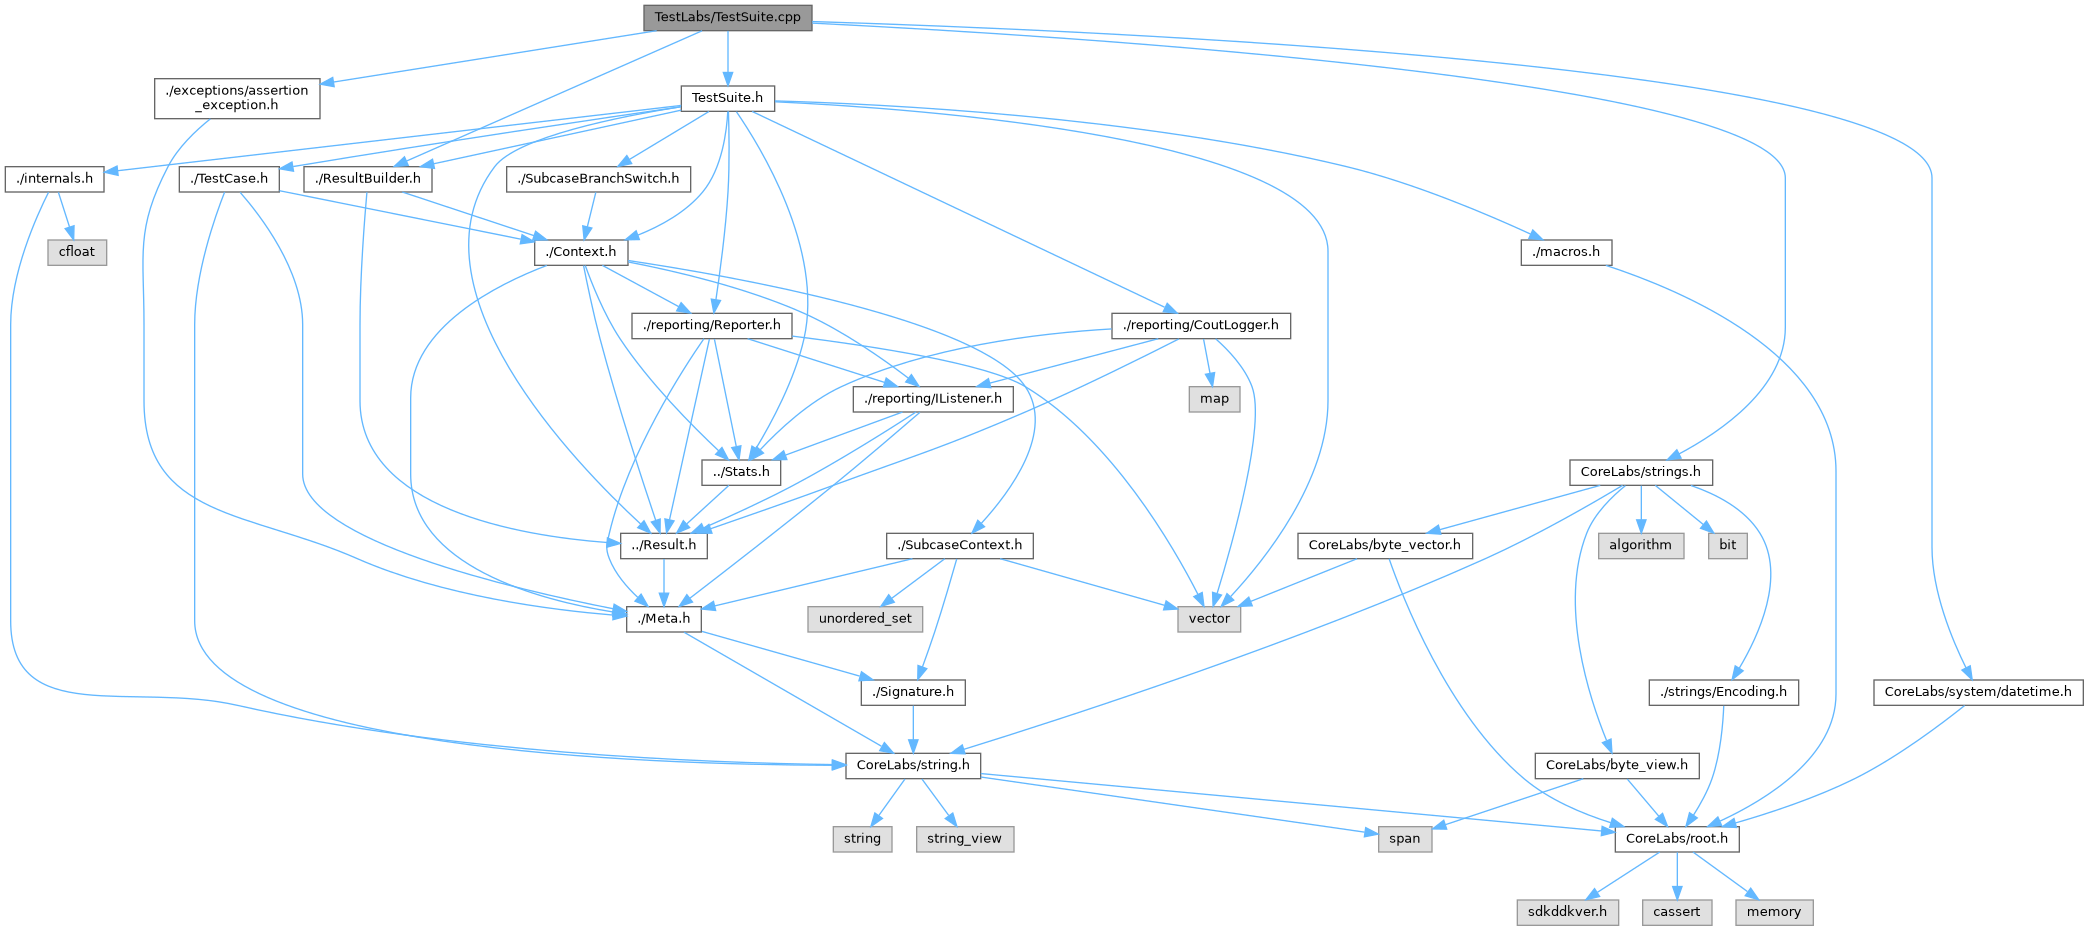 TestLabs/TestSuite.cpp
./exceptions/assertion
_exception.h
TestSuite.h
./internals.h
./TestCase.h
./ResultBuilder.h
./SubcaseBranchSwitch.h
cfloat
./Context.h
./macros.h
./reporting/Reporter.h
./reporting/CoutLogger.h
./reporting/IListener.h
map
../Stats.h
CoreLabs/strings.h
../Result.h
./SubcaseContext.h
CoreLabs/byte_vector.h
algorithm
bit
./Meta.h
unordered_set
vector
./Signature.h
./strings/Encoding.h
CoreLabs/system/datetime.h
CoreLabs/string.h
CoreLabs/byte_view.h
string
string_view
span
CoreLabs/root.h
sdkddkver.h
cassert
memory